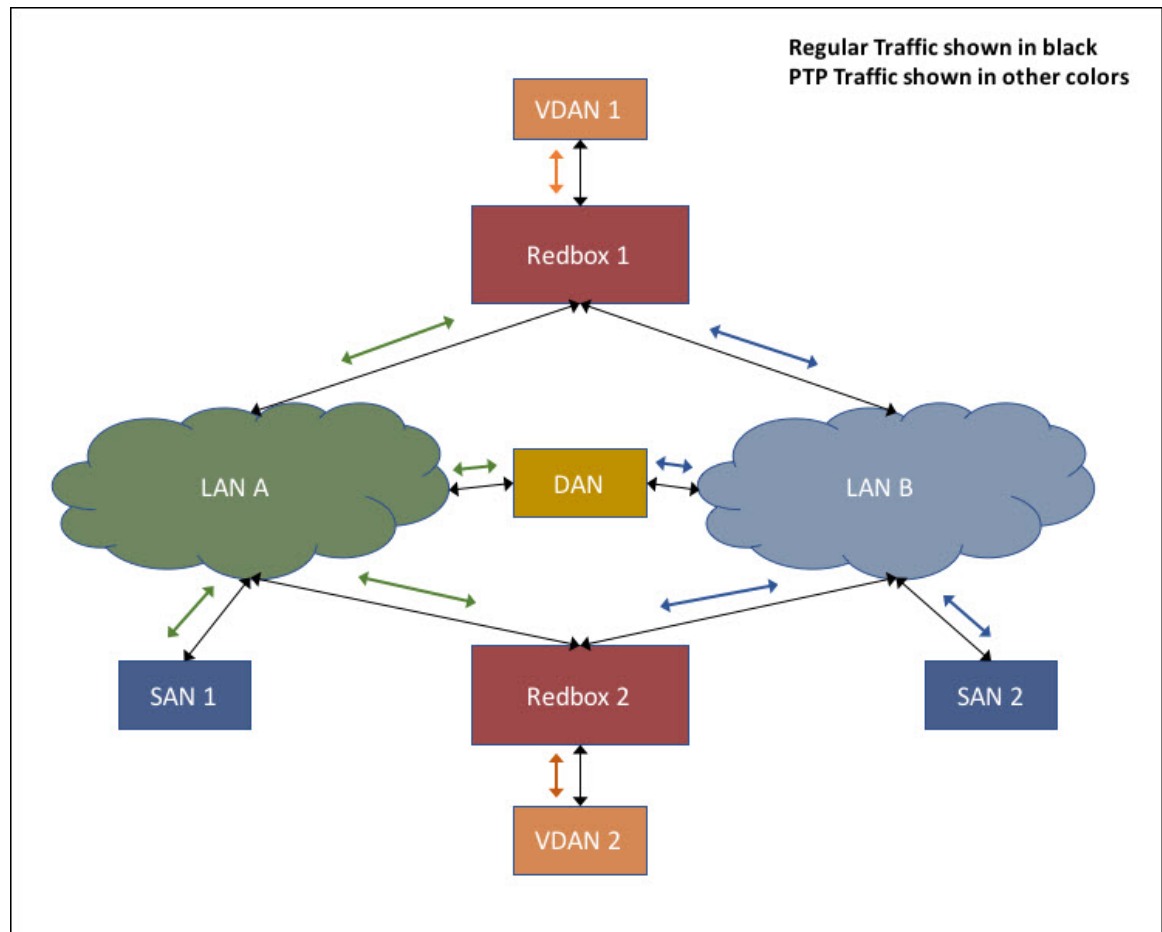 Regular Traffic shown in black
PTP Traffic shown in other colors
VDAN 1
Redbox 1
LAN A
DAN
LAN B
SAN 1
Redbox 2
SAN 2
VDAN 2